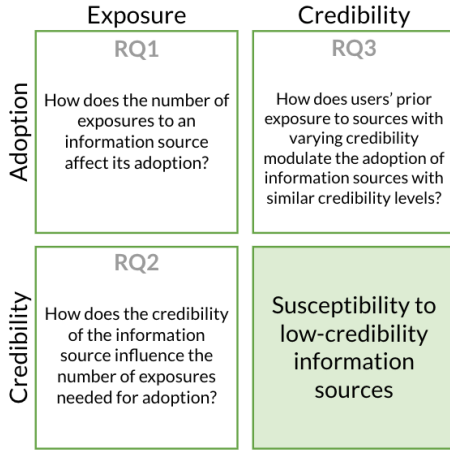 Exposure
Credibility
Adoption
RQ1
How does the number of
exposures to an
information source
affect its adoption?
RQ3
How does users' prior
exposure to sources with
varying credibility
modulate the adoption of
information sources with
similar credibility levels?
Credibility
RQ2
How does the credibility
of the information
source influence the
number of exposures
needed for adoption?
Susceptibility to
low-credibility
information
sources